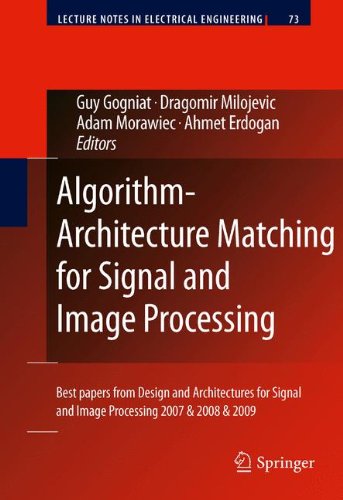 LECTURE NOTES IN ELECTRICAL ENGINEERING 73
Guy Gogniat · Dragomir Milojevic
Adam Morawiec · Ahmet Erdogan
Editors
Algorithm-
Architecture Matching
for Signal and
Image Processing
Best papers from Design and Architectures for Signal
and Image Processing 2007 & 2008 & 2009
Springer